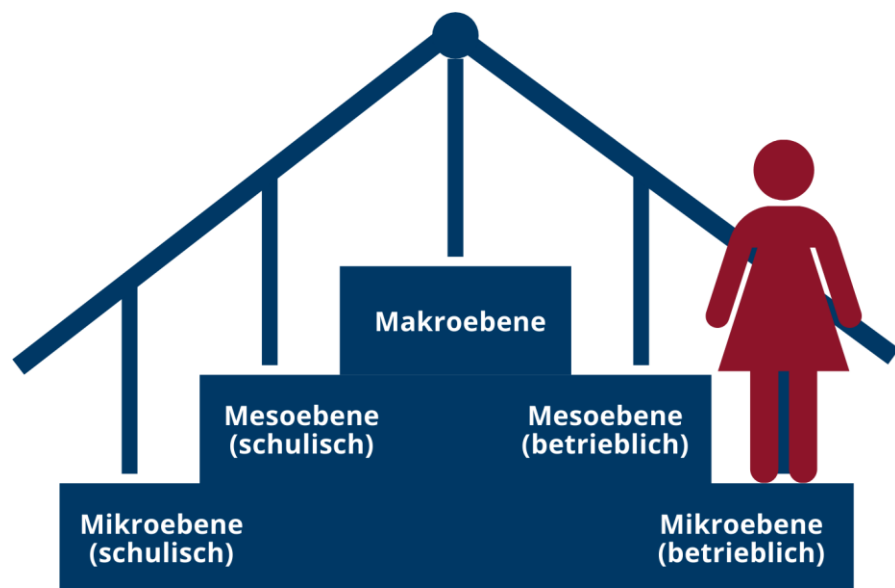 Makroebene
Mesoebene
(schulisch)
Mesoebene
(betrieblich)
Mikroebene
(schulisch)
Mikroebene
(betrieblich)